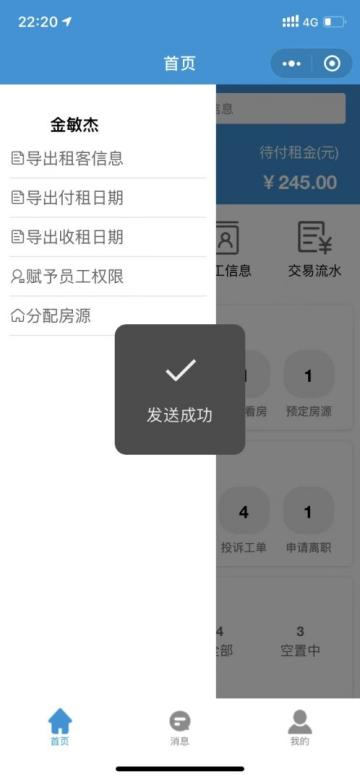 22:20
4G
首页
金敏杰
导出租客信息
导出付租日期
导出收租日期
赋予员工权限
分配房源
信息
待付租金(元)
¥245.00
工信息
交易流水
发送成功
1
看房
预定房源
4
1
投诉工单
申请离职
4
3
全部
空置中
首页
消息
我的